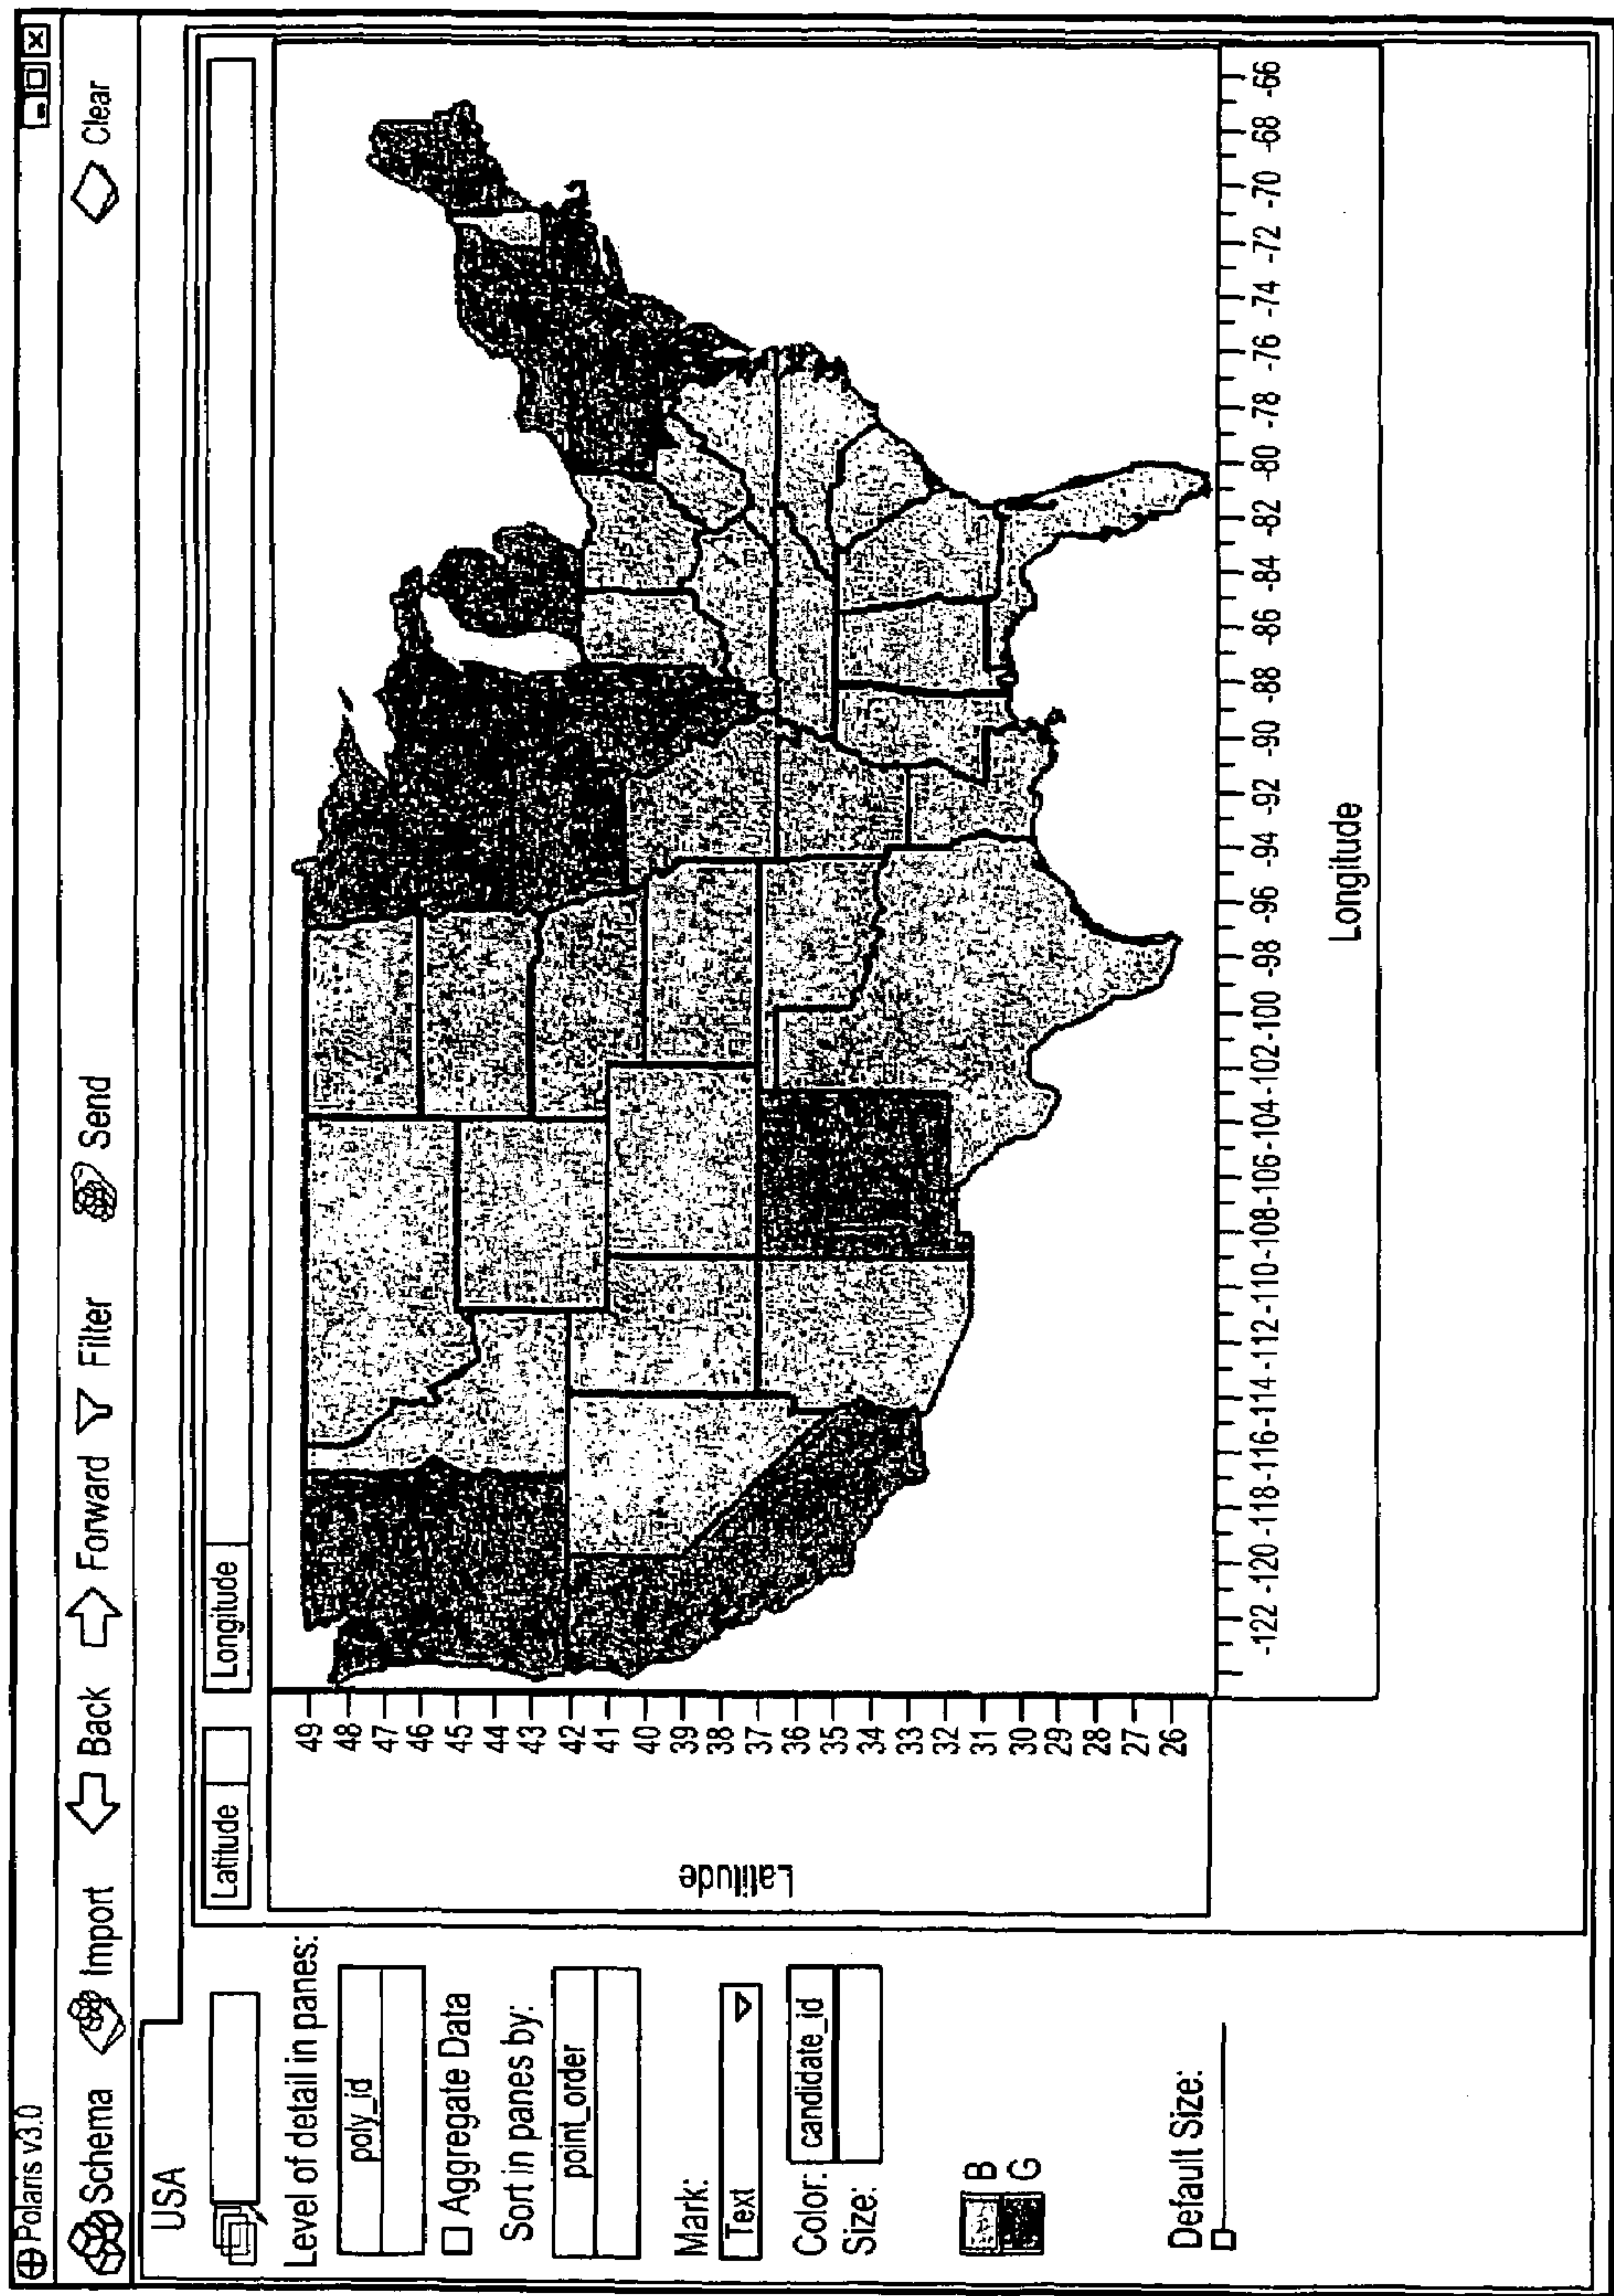 Polaris v3.0
Schema Import Back Forward Filter Send Clear
USA
Level of detail in panes:
poly_id
Aggregate Data
Sort in panes by:
point_order
Mark:
Text
Color: candidate_id
Size:
B
G
Default Size:
Latitude Longitude
Latitude
49
48
47
46
45
44
43
42
41
40
39
38
37
36
35
34
33
32
31
30
29
28
27
26
-122 -120 -118 -116 -114 -112 -110 -108 -106 -104 -102 -100 -98 -96 -94 -92 -90 -88 -86 -84 -82 -80 -78 -76 -74 -72 -70 -68 -66
Longitude